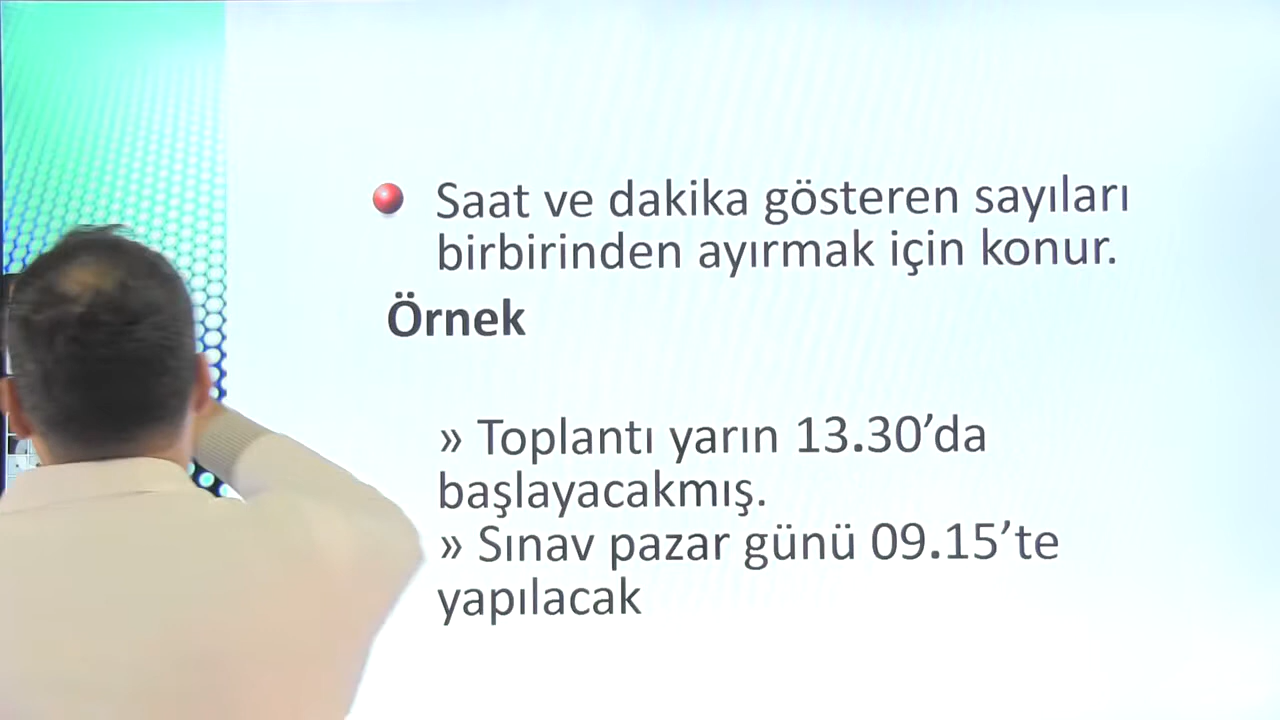 Saat ve dakika gösteren sayıları
birbirinden ayırmak için konur.
Örnek
» Toplantı yarın 13.30’da
başlayacakmış.
» Sınav pazar günü 09.15’te
yapılacak